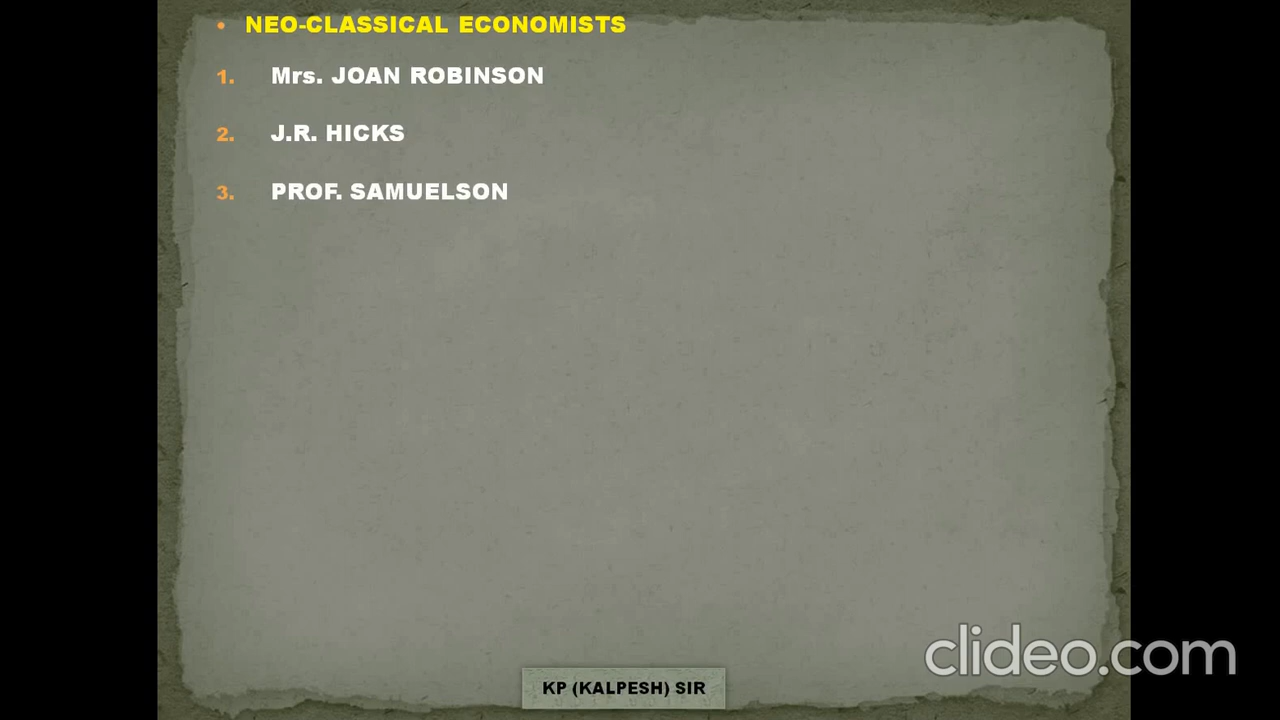 • NEO-CLASSICAL ECONOMISTS
1. Mrs. JOAN ROBINSON
2. J.R. HICKS
3. PROF. SAMUELSON
clideo.com
KP (KALPESH) SIR